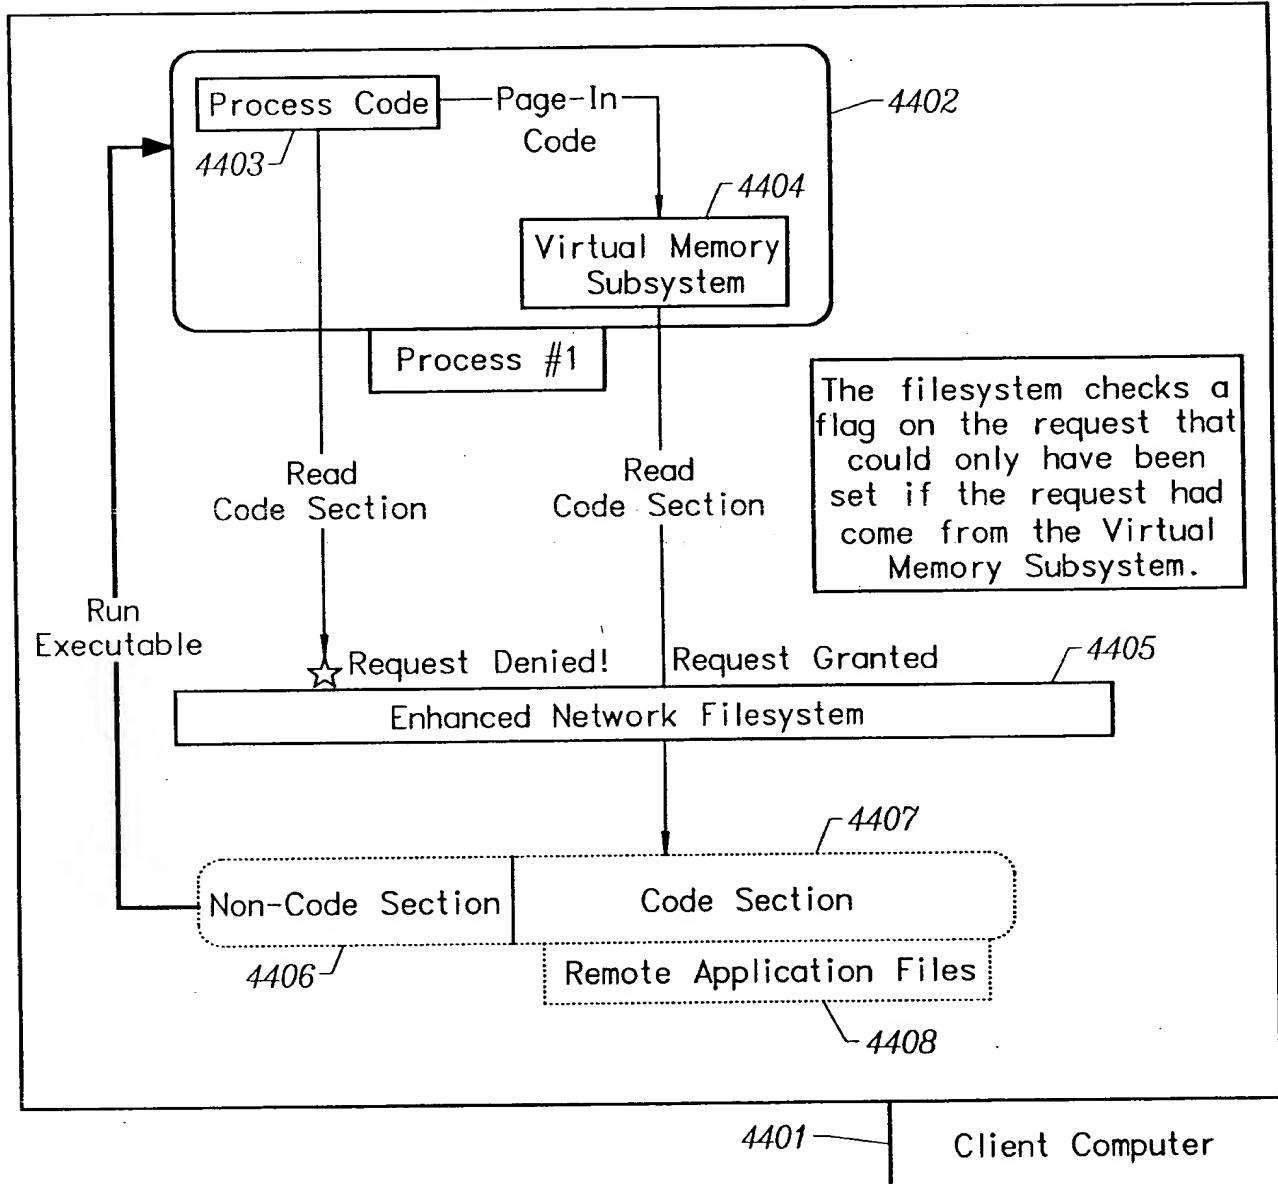 Process Code
Page-In
Code
4402
4403
4404
Virtual Memory
Subsystem
Process #1
The filesystem checks a
flag on the request that
could only have been
set if the request had
come from the Virtual
Memory Subsystem.
Read
Code Section
Read
Code Section
Run
Executable
Request Denied!
Request Granted
4405
Enhanced Network Filesystem
4407
Non-Code Section
Code Section
4406
Remote Application Files
4408
4401
Client Computer